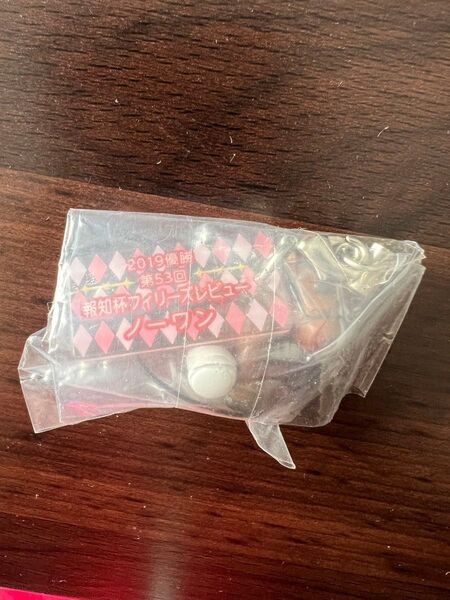 2019優勝
第53回
報知杯フィリーズレビュー
ノーワン